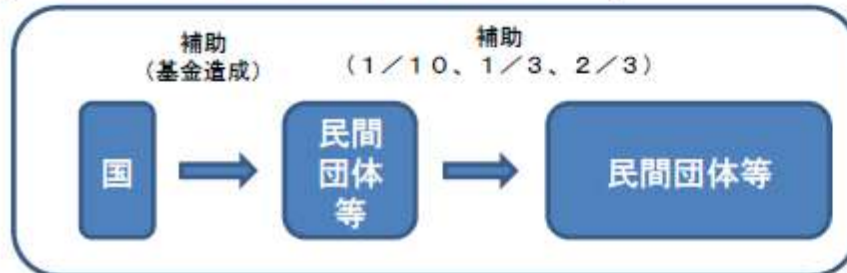 補助
（基金造成）
補助
（１／１０、１／３、２／３）
国
民間
団体
等
民間団体等